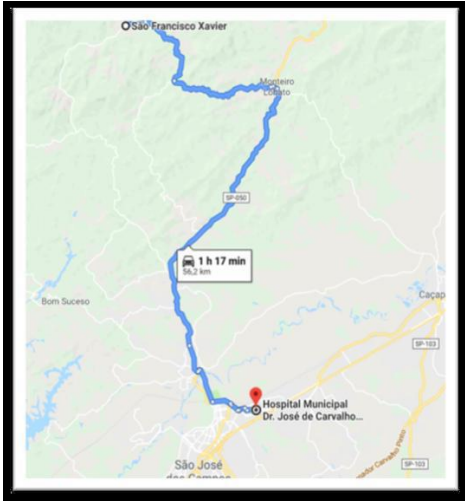 São Francisco Xavier
Monteiro
Lobato
SP-050
1 h 17 min
56,2 km
Bom Suceso
Caçap
SP-103
Hospital Municipal
Dr. José de Carvalho...
SP-103
São José
dos Campos